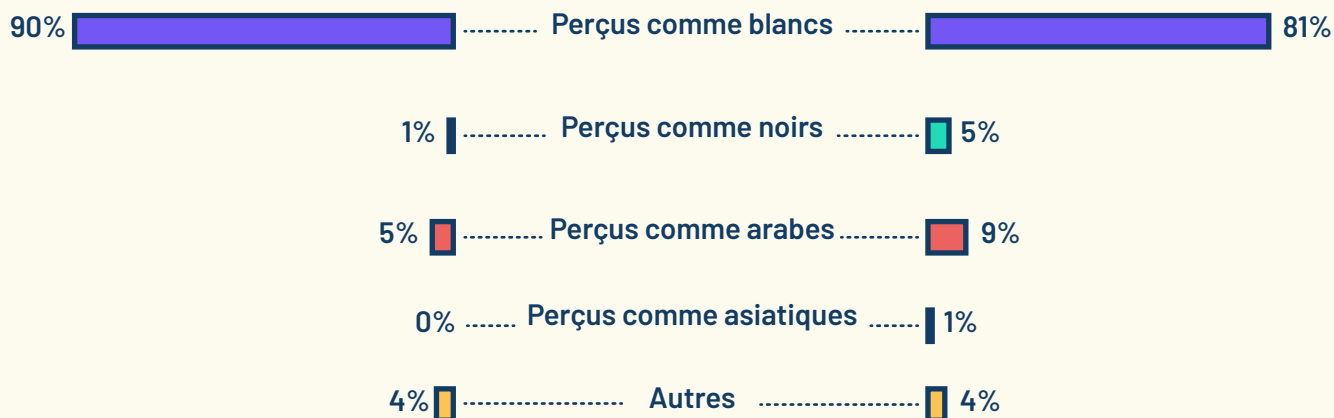 90% Perçus comme blancs 81%
1% Perçus comme noirs 5%
5% Perçus comme arabes 9%
0% Perçus comme asiatiques 1%
4% Autres 4%